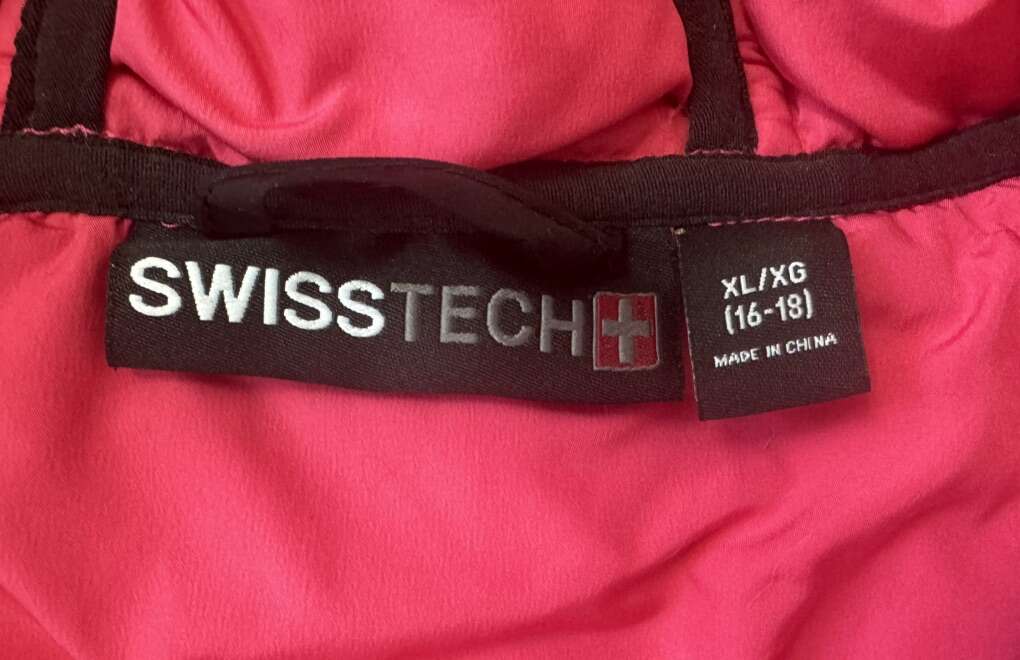 SWISSTECH
XL/XG
(16-18)
MADE IN CHINA